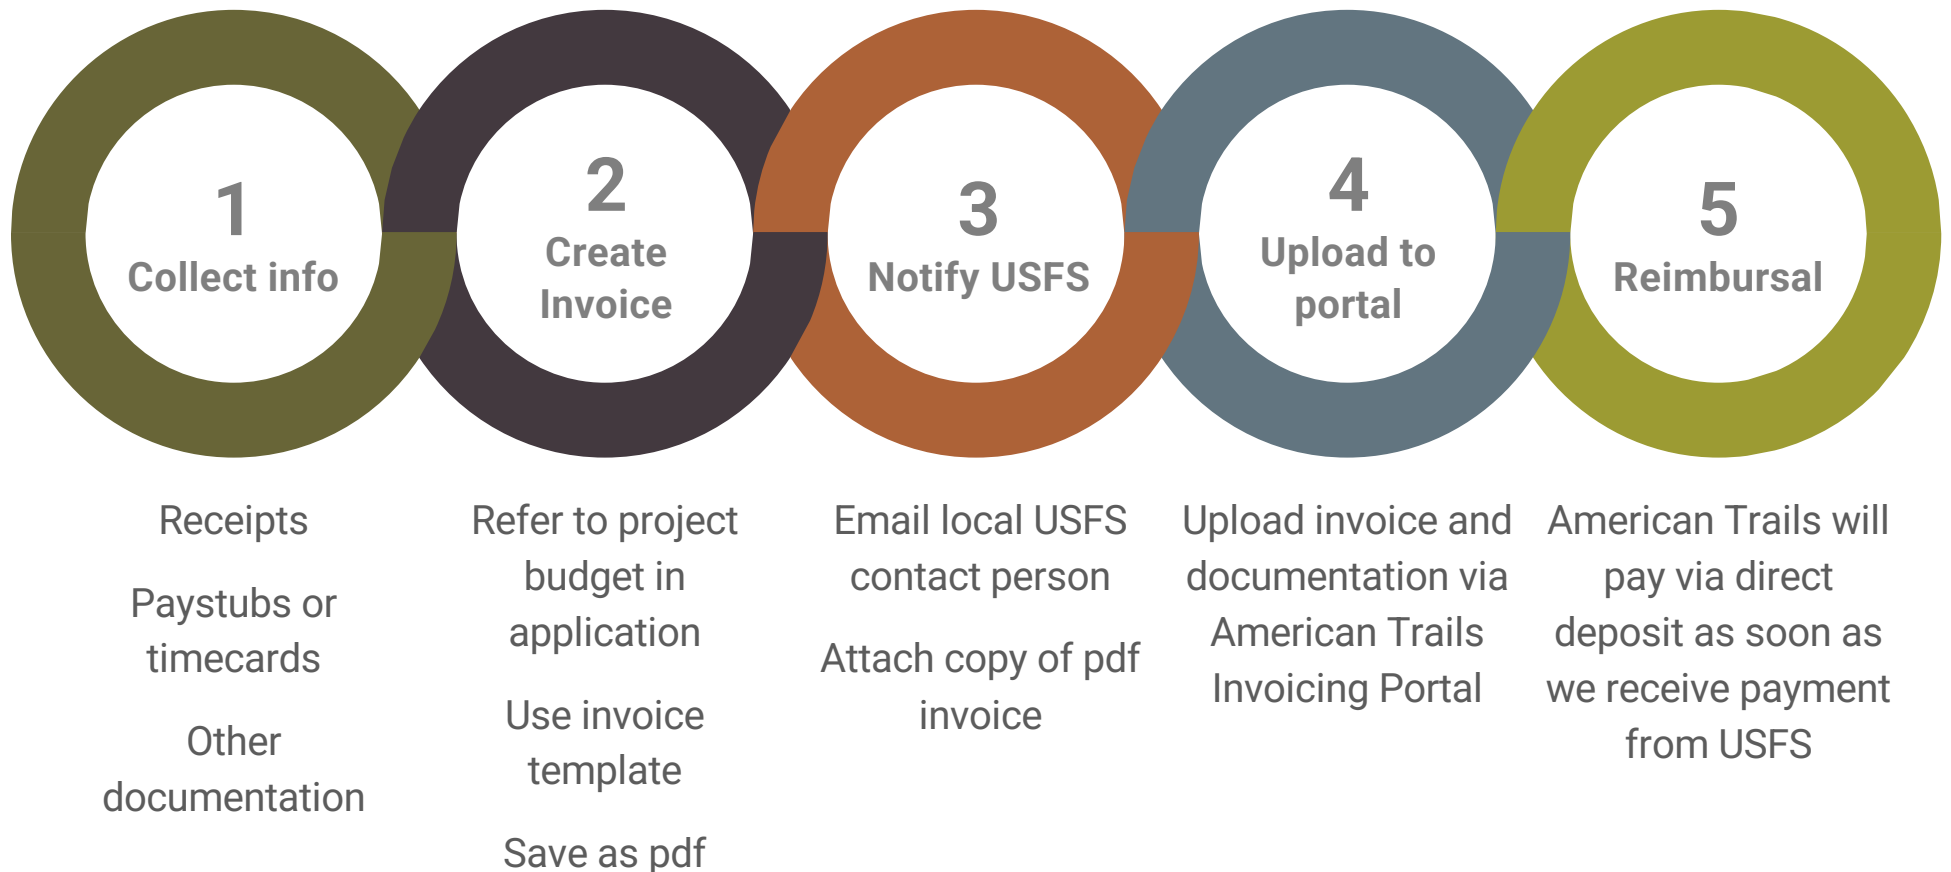 1
Collect info
Receipts
Paystubs or
timecards
Other
documentation
2
Create
Invoice
Refer to project
budget in
application
Use invoice
template
Save as pdf
3
Notify USFS
Email local USFS
contact person
Attach copy of pdf
invoice
4
Upload to
portal
Upload invoice and
documentation via
American Trails
Invoicing Portal
5
Reimbursal
American Trails will
pay via direct
deposit as soon as
we receive payment
from USFS